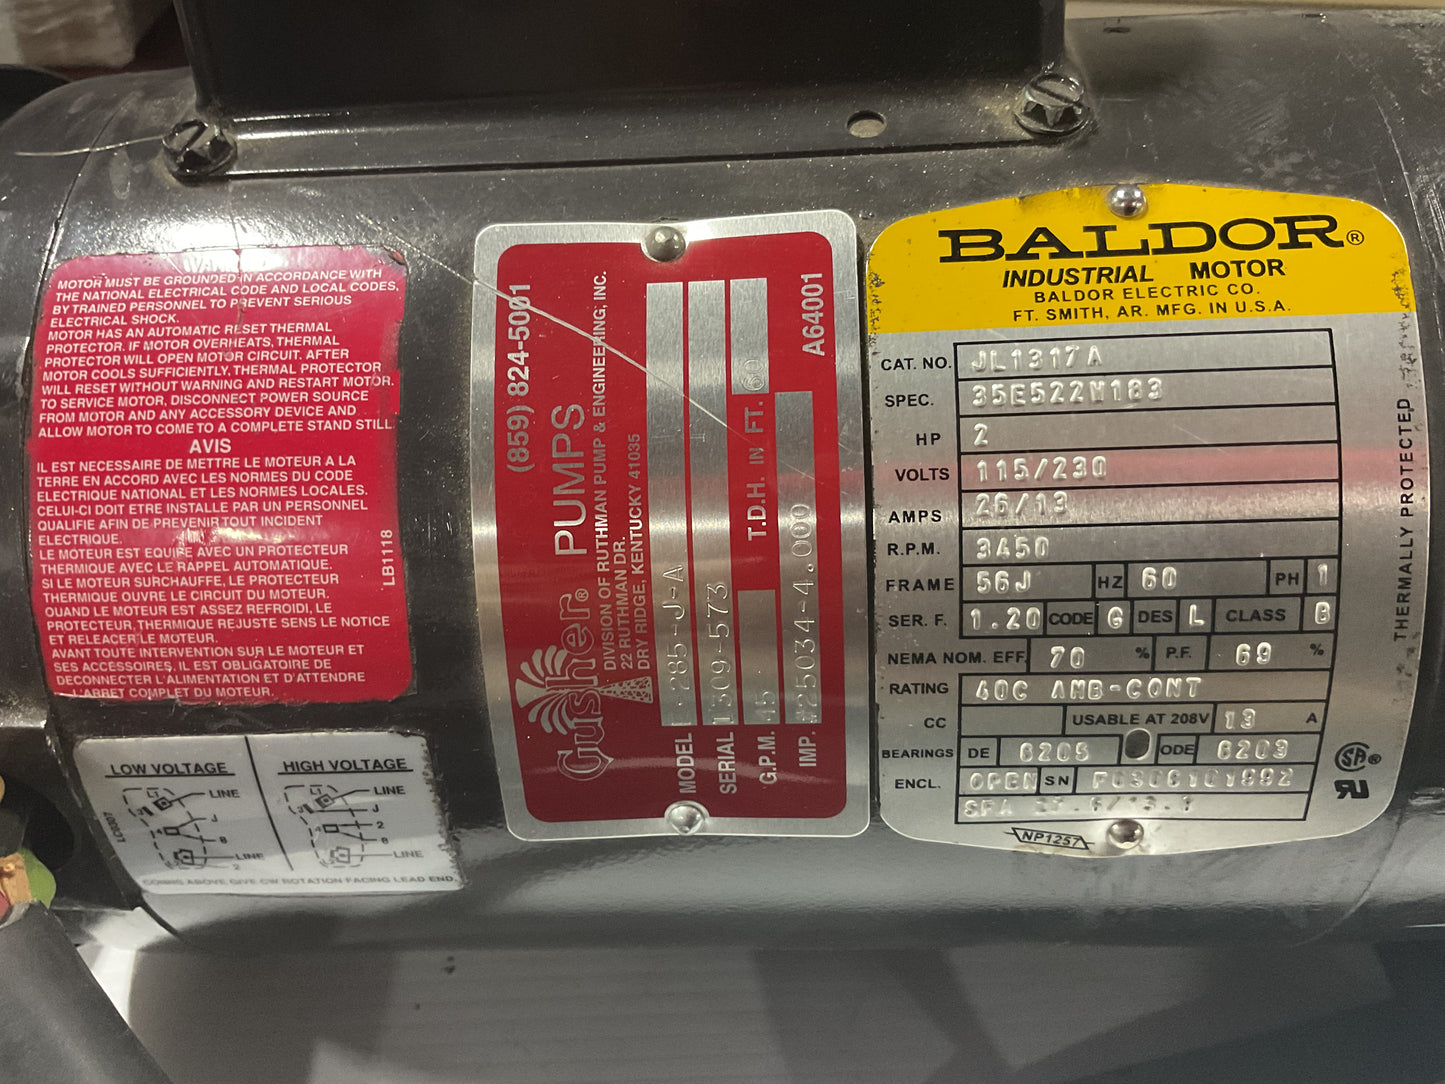 MOTOR MUST BE GROUNDED IN ACCORDANCE WITH
THE NATIONAL ELECTRICAL CODE AND LOCAL CODES,
BY TRAINED PERSONNEL TO PREVENT SERIOUS
ELECTRICAL SHOCK.
MOTOR HAS AN AUTOMATIC RESET THERMAL
PROTECTOR. IF MOTOR OVERHEATS, THERMAL
PROTECTOR WILL OPEN MOTOR CIRCUIT. AFTER
MOTOR COOLS SUFFICIENTLY, THERMAL PROTECTOR
WILL RESET WITHOUT WARNING AND RESTART MOTOR.
TO SERVICE MOTOR, DISCONNECT POWER SOURCE
FROM MOTOR AND ANY ACCESSORY DEVICE AND
ALLOW MOTOR TO COME TO A COMPLETE STAND STILL
AVIS
IL EST NECESSAIRE DE METTRE LE MOTEUR A LA
TERRE EN ACCORD AVEC LES NORMES DU CODE
ELECTRIQUE NATIONAL ET LES NORMES LOCALES.
CELUI-CI DOIT ETRE INSTALLE PAR UN PERSONNEL
QUALIFIE AFIN DE PREVENIR TOUT INCIDENT
ELECTRIQUE.
LE MOTEUR EST EQUIPE AVEC UN PROTECTEUR
THERMIQUE AVEC LE RAPPEL AUTOMATIQUE.
SI LE MOTEUR SURCHAUFFE, LE PROTECTEUR
THERMIQUE OUVRE LE CIRCUIT DU MOTEUR.
QUAND LE MOTEUR EST ASSEZ REFROIDI, LE
PROTECTEUR, THERMIQUE REJUSTE SENS LE NOTICE
ET RELEACER LE MOTEUR.
AVANT TOUTE INTERVENTION SUR LE MOTEUR ET
SES ACCESSOIRES, IL EST OBLIGATOIRE DE
DECONNECTER L'ALIMENTATION ET D'ATTENDRE
L'ARRET COMPLET DU MOTEUR.
LB1118
LOW VOLTAGE
LINE
J
8
LINE
2
HIGH VOLTAGE
LINE
J
2
8
LINE
GIVE CW ROTATION FACING LEAD END.
(859) 824-5001
Gusher® PUMPS
DIVISION OF RUTHMAN PUMP & ENGINEERING, INC.
22 RUTHMAN DR.
DRY RIDGE, KENTUCKY 41035
MODEL 285-J-A
SERIAL 1309-573
G.P.M. 45 T.D.H. IN FT. 60
IMP. #25034-4.000 A64001
BALDOR®
INDUSTRIAL MOTOR
BALDOR ELECTRIC CO.
FT. SMITH, AR. MFG. IN U.S.A.
CAT. NO. JL1317A
SPEC. 35E522M183
HP 2
VOLTS 115/230
AMPS 26/13
R.P.M. 3450
FRAME 56J HZ 60 PH 1
SER. F. 1.20 CODE G DES L CLASS B
NEMA NOM. EFF. 70 % P.F. 69 %
RATING 40C AMB-CONT
CC USABLE AT 208V 13 A
BEARINGS DE 6205 ODE 6203
ENCL. OPEN SN F0306101992
NP1257
THERMALLY PROTECTED
SA®